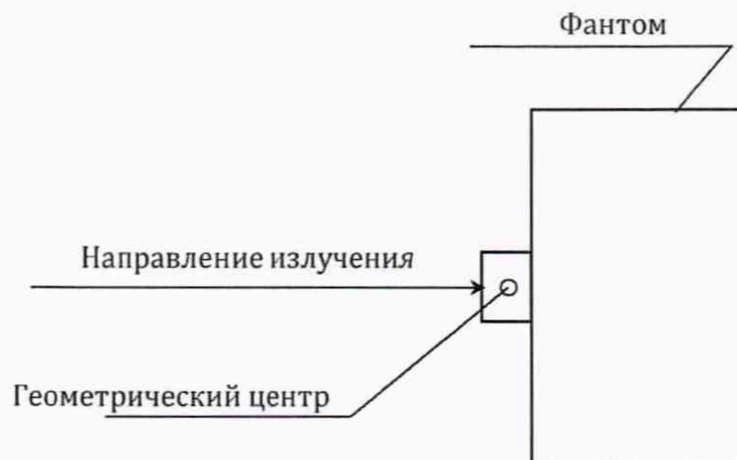 Фантом
Направление излучения
Геометрический центр